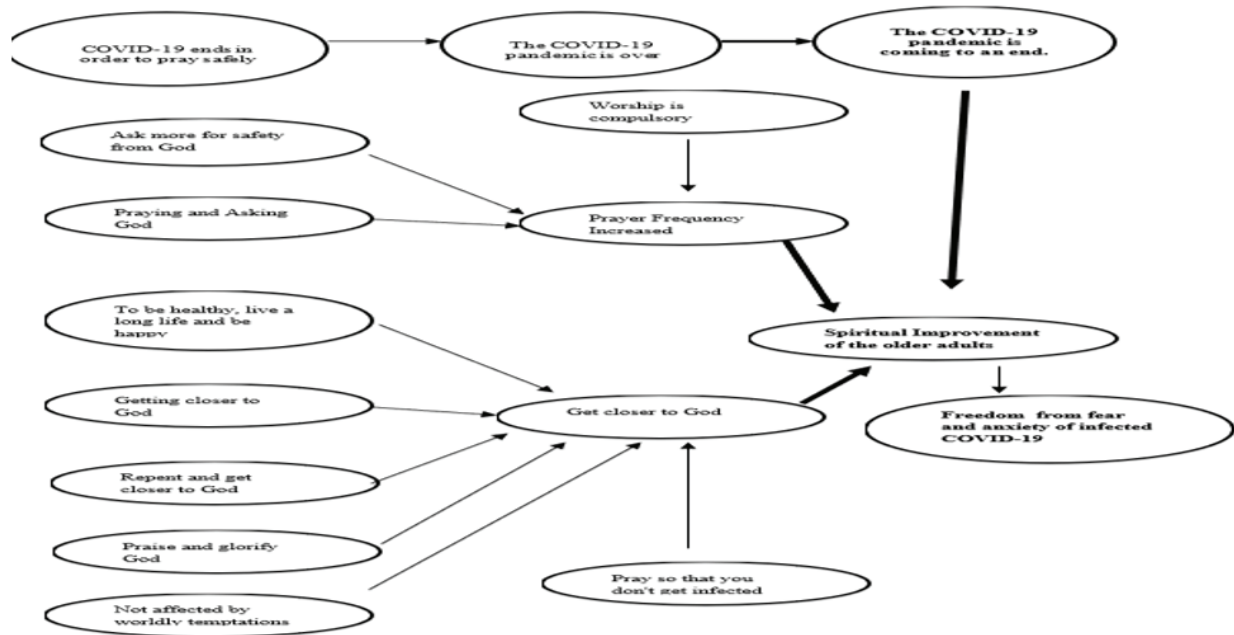 COVID-19 ends in
order to pray safely
The COVID-19
pandemic is over
The COVID-19
pandemic is
coming to an end.
Worship is
compulsory
Ask more for safety
from God
Praying and Asking
God
Prayer Frequency
Increased
To be healthy, live a
long life and be
happy
Spiritual Improvement
of the older adults
Getting closer to
God
Get closer to God
Freedom from fear
and anxiety of infected
COVID-19
Repent and get
closer to God
Praise and glorify
God
Pray so that you
don't get infected
Not affected by
worldly temptations